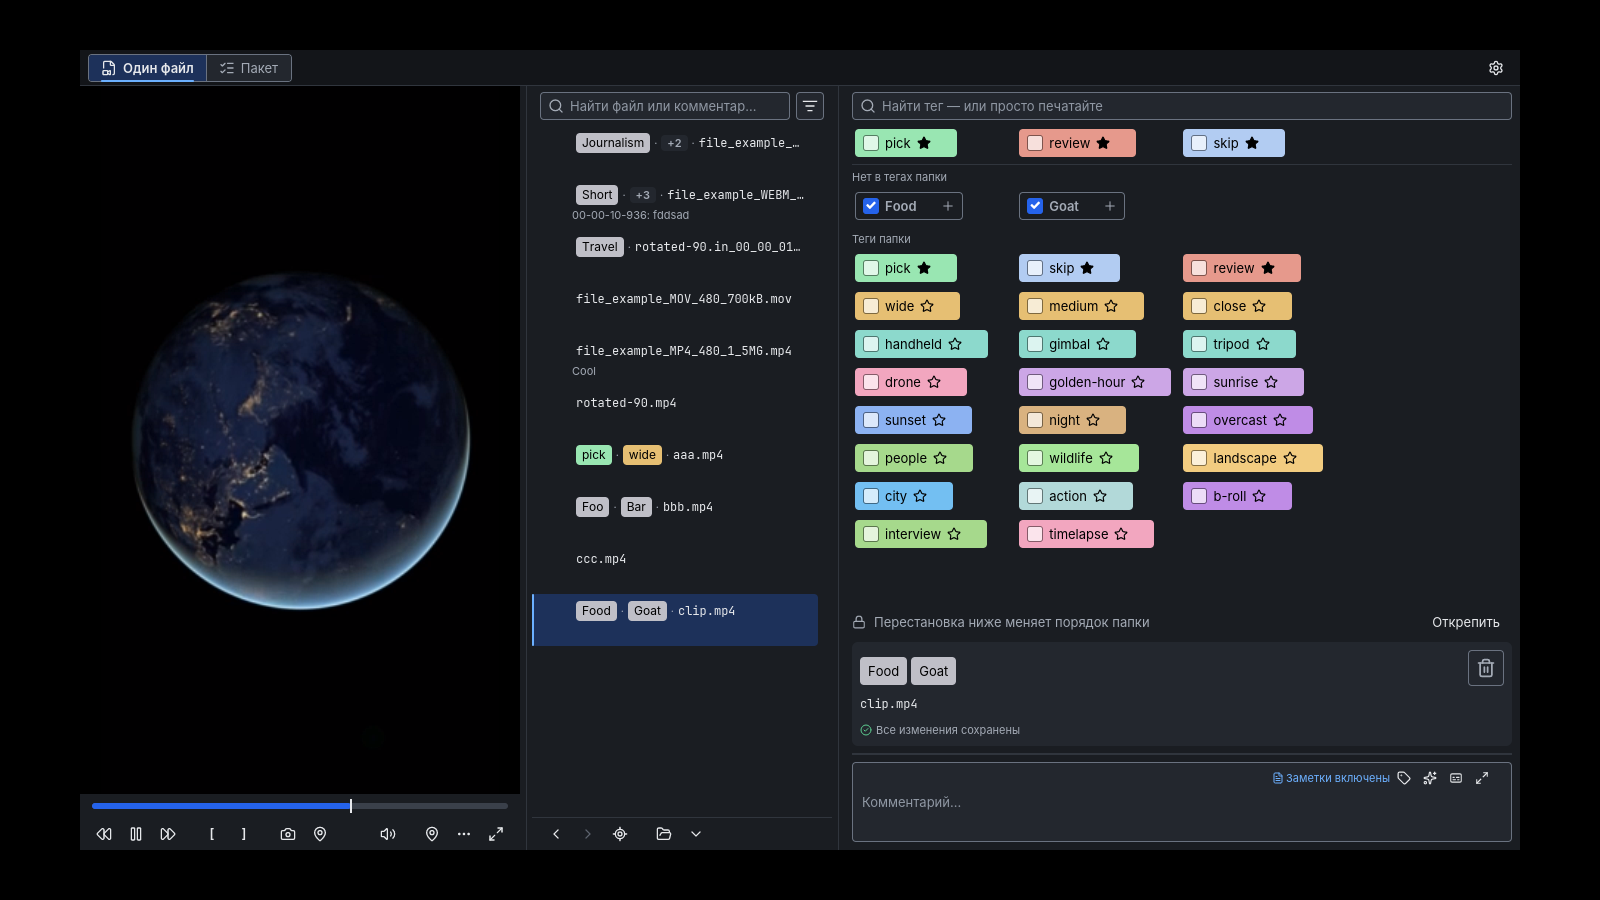 Один файл
Пакет
Найти файл или комментар...
Journalism · +2 · file_example_…
Short · +3 · file_example_WEBM_…
00-00-10-936: fddsad
Travel · rotated-90.in_00_00_01…
file_example_MOV_480_700kB.mov
file_example_MP4_480_1_5MG.mp4
Cool
rotated-90.mp4
pick · wide · aaa.mp4
Foo · Bar · bbb.mp4
ccc.mp4
Food · Goat · clip.mp4
Найти тег — или просто печатайте
pick review skip
Нет в тегах папки
Food + Goat +
Теги папки
pick skip review
wide medium close
handheld gimbal tripod
drone golden-hour sunrise
sunset night overcast
people wildlife landscape
city action b-roll
interview timelapse
Перестановка ниже меняет порядок папки
Открепить
Food Goat
clip.mp4
Все изменения сохранены
Заметки включены
Комментарий...
[ ]